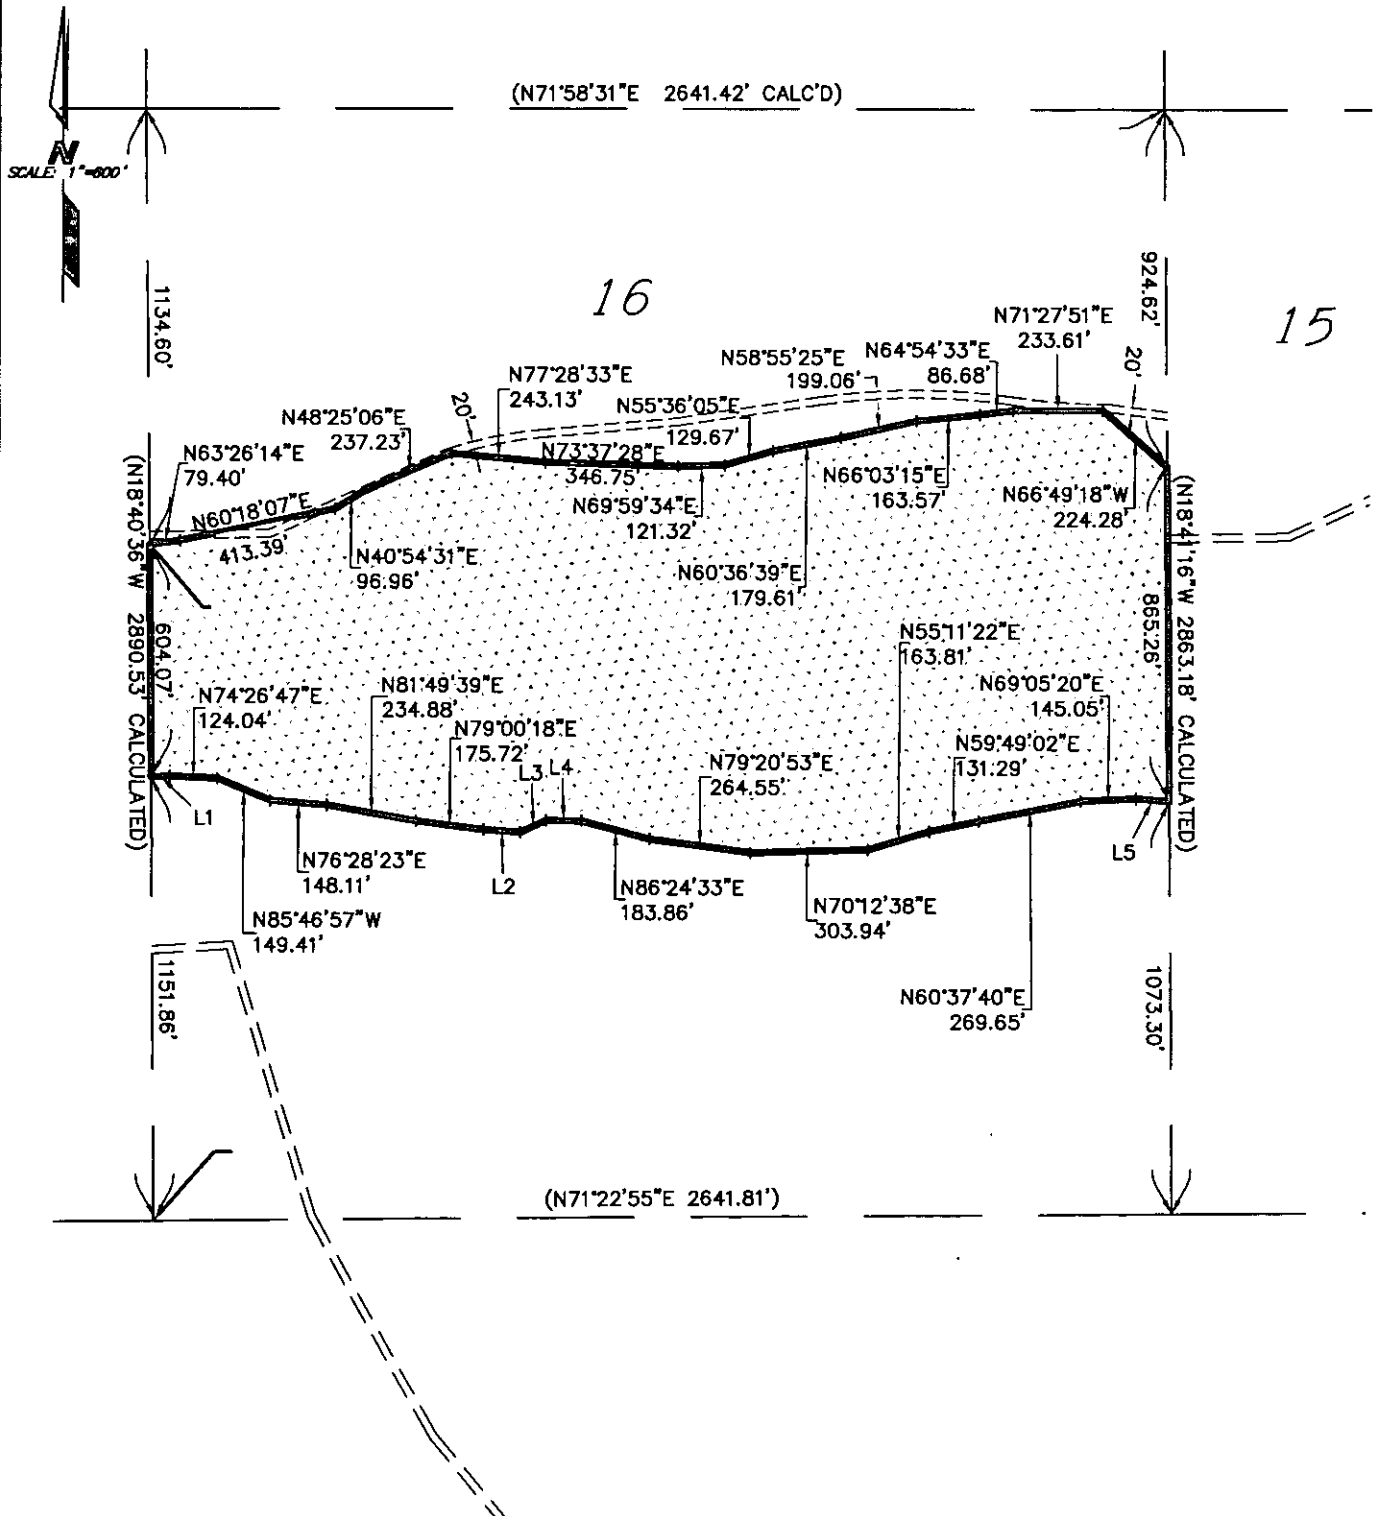 (N71°58'31"E 2641.42' CALC'D)
N
SCALE: 1"=600'
16
15
1134.60'
924.62'
N71°27'51"E
233.61'
N64°54'33"E
86.68'
N58°55'25"E
199.06'
20'
N77°28'33"E
243.13'
20'
N55°36'05"E
129.67'
N48°25'06"E
237.23'
N63°26'14"E
79.40'
N73°37'28"E
346.75'
N66°03'15"E
163.57'
N69°59'34"E
121.32'
N66°49'18"W
224.28'
N60°18'07"E
413.39'
N40°54'31"E
96.96'
N60°36'39"E
179.61'
(N18°40'36"W 2890.53' CALCULATED)
604.07'
(N18°41'16"W 2863.18' CALCULATED)
865.26'
N55°11'22"E
163.81'
N74°26'47"E
124.04'
N81°49'39"E
234.88'
N69°05'20"E
145.05'
N79°00'18"E
175.72'
N59°49'02"E
131.29'
L3 L4
N79°20'53"E
264.55'
L1
L5
N76°28'23"E
148.11'
L2
N86°24'33"E
183.86'
N70°12'38"E
303.94'
N85°46'57"W
149.41'
1151.86'
N60°37'40"E
269.65'
1073.30'
(N71°22'55"E 2641.81')